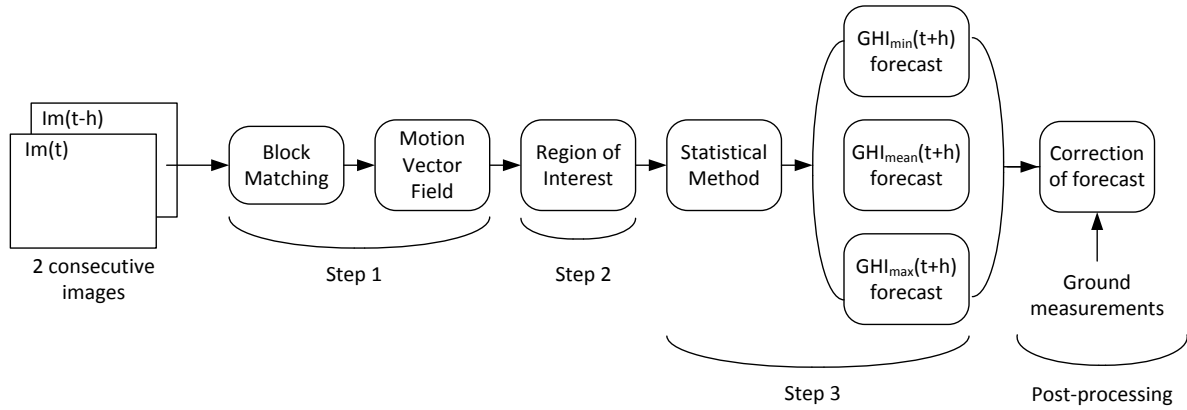 Im(t-h)
Im(t)
2 consecutive
images
Block
Matching
Motion
Vector
Field
Step 1
Region of
Interest
Step 2
Statistical
Method
GHImin(t+h)
forecast
GHImean(t+h)
forecast
GHImax(t+h)
forecast
Step 3
Correction
of forecast
Ground
measurements
Post-processing